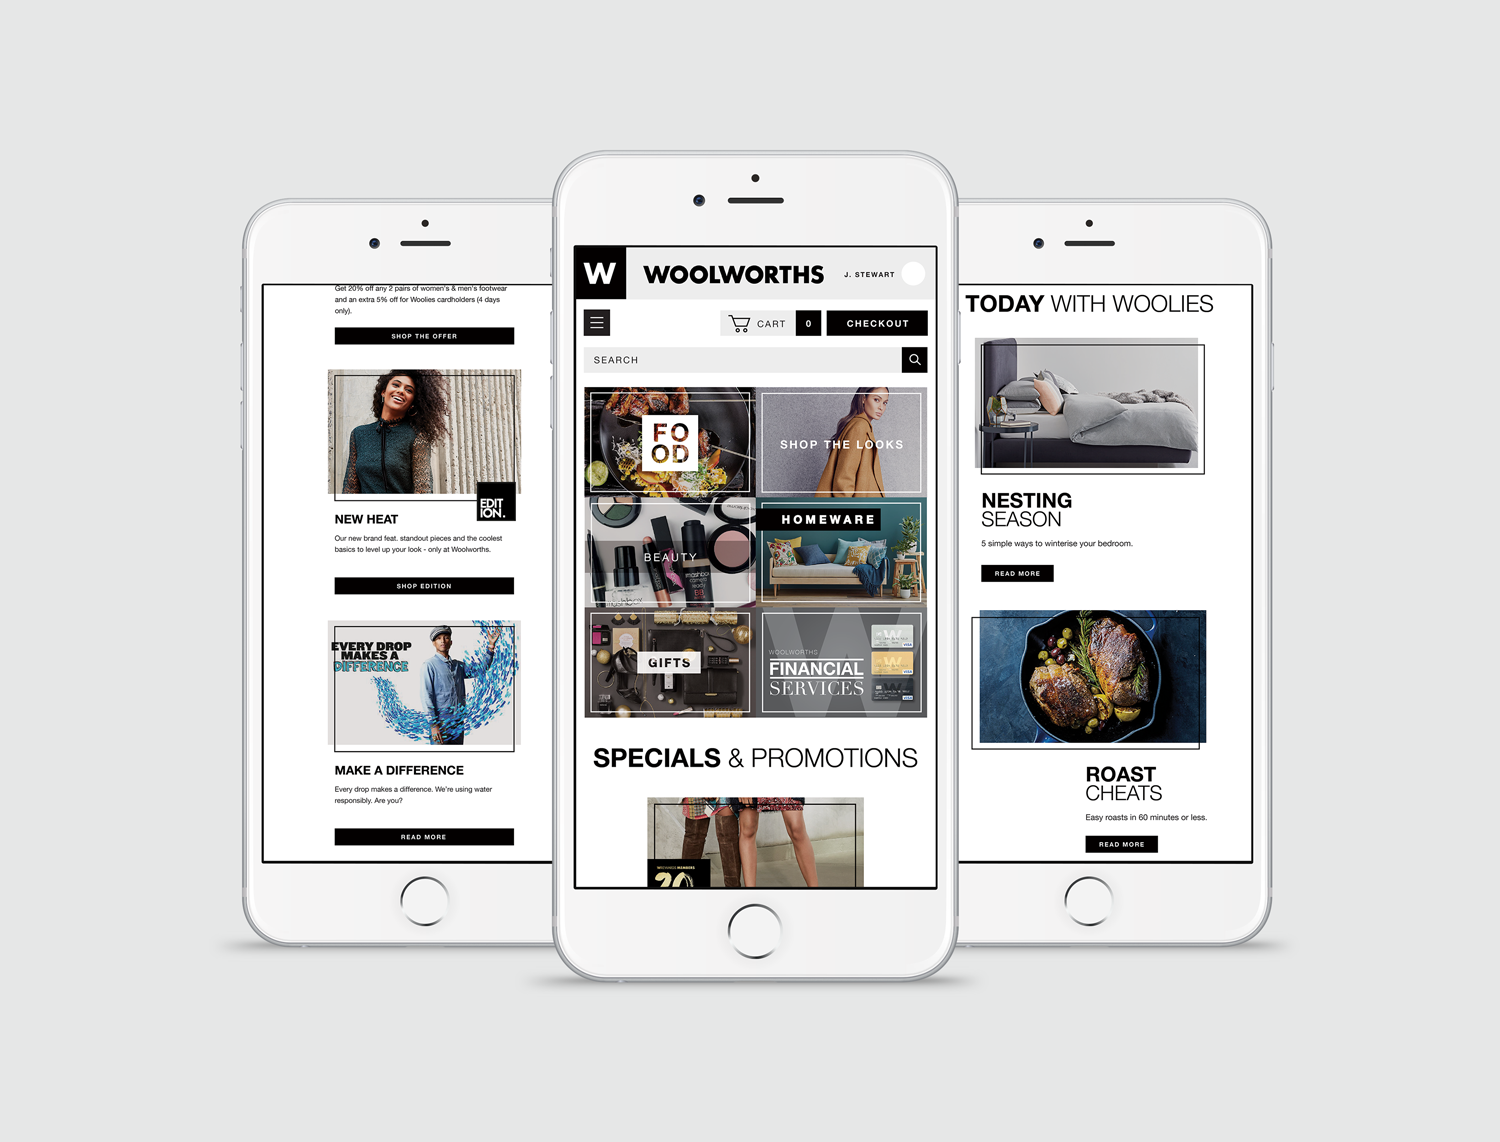 Get 20% off any 2 pairs of women's & men's footwear
and an extra 5% off for Woolies cardholders (4 days
only).
SHOP THE OFFER
EDIT
ION.
NEW HEAT
Our new brand feat. standout pieces and the coolest
basics to level up your look - only at Woolworths.
SHOP EDITION
EVERY DROP
MAKES A
DIFFERENCE
MAKE A DIFFERENCE
Every drop makes a difference. We're using water
responsibly. Are you?
READ MORE
W
WOOLWORTHS
J. STEWART
CART
0
CHECKOUT
SEARCH
FO
OD
SHOP THE LOOKS
BEAUTY
HOMEWARE
GIFTS
WOOLWORTHS
FINANCIAL
SERVICES
W
VISA
W
VISA
W
VISA
SPECIALS & PROMOTIONS
MEMBERS
20
TODAY WITH WOOLIES
NESTING
SEASON
5 simple ways to winterise your bedroom.
READ MORE
ROAST
CHEATS
Easy roasts in 60 minutes or less.
READ MORE